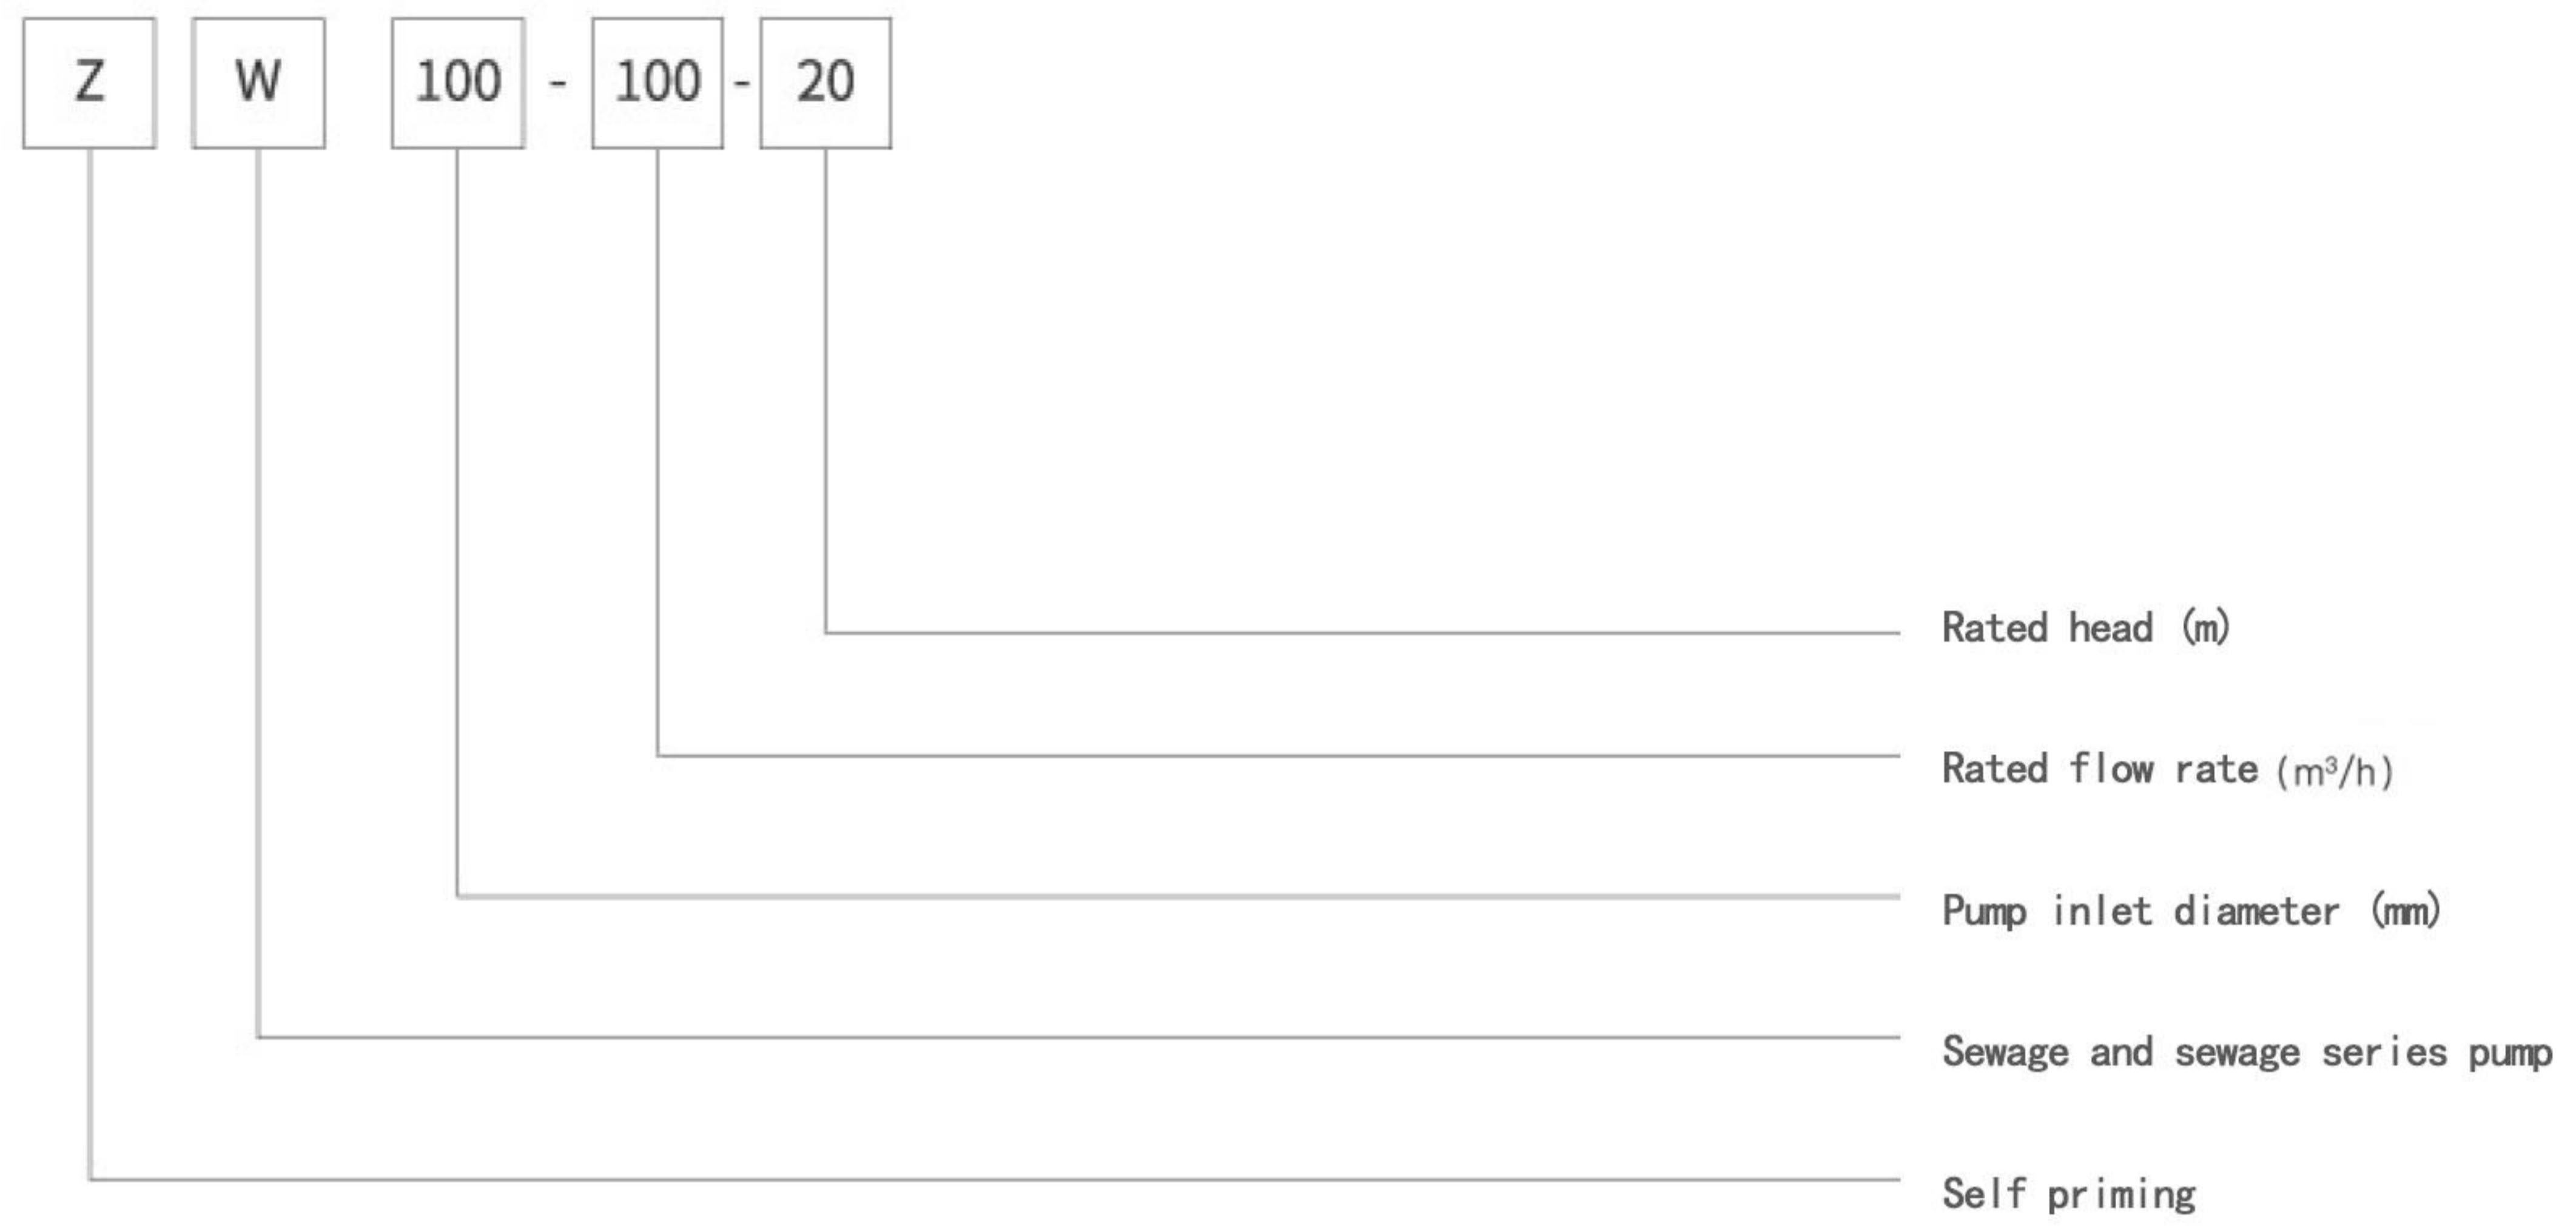 Z W 100 - 100 - 20
Rated head (m)
Rated flow rate (m³/h)
Pump inlet diameter (mm)
Sewage and sewage series pump
Self priming